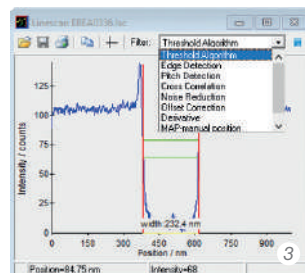 Linescan DBEA0336.lsc
Filter: Threshold Algorithm
Threshold Algorithm
Edge Detection
Pitch Detection
Cross Correlation
Noise Reduction
Offset Correction
Derivative
MAP-manual position
Intensity / counts
125
100
75
50
25
0
width:232,4 nm
0 150 300 450 600 750 900
Position / nm
3
Position=84,75 nm Intensity=68